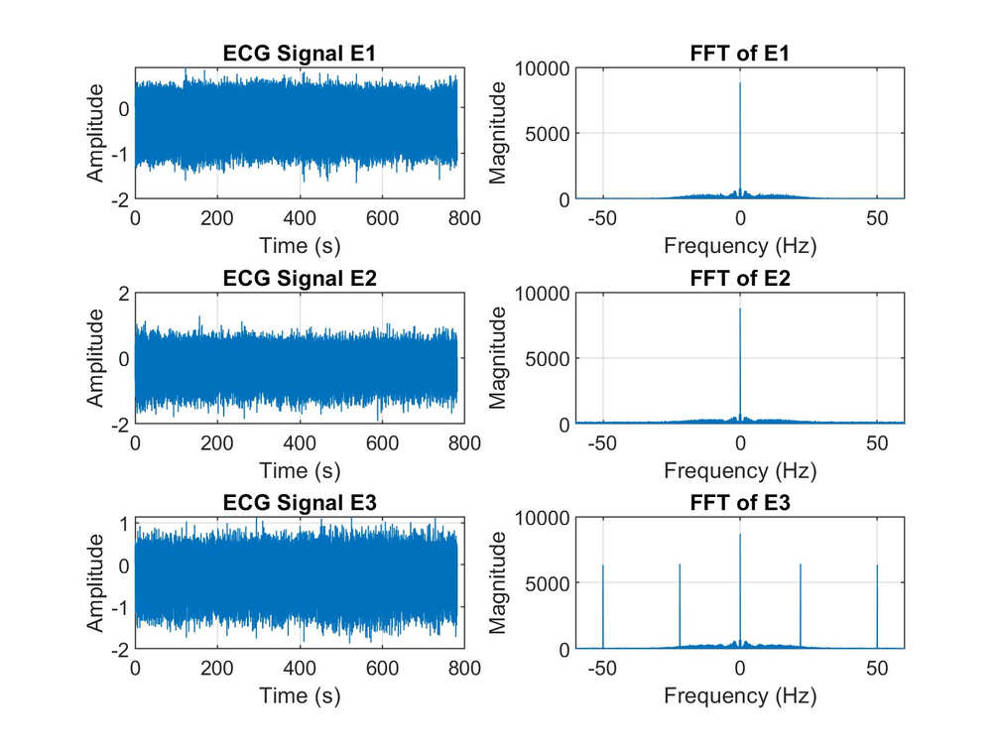 ECG Signal E1
Amplitude
0
-1
-2
0 200 400 600 800
Time (s)
FFT of E1
Magnitude
10000
5000
0
-50 0 50
Frequency (Hz)
ECG Signal E2
Amplitude
2
0
-2
0 200 400 600 800
Time (s)
FFT of E2
Magnitude
10000
5000
0
-50 0 50
Frequency (Hz)
ECG Signal E3
Amplitude
1
0
-1
-2
0 200 400 600 800
Time (s)
FFT of E3
Magnitude
10000
5000
0
-50 0 50
Frequency (Hz)